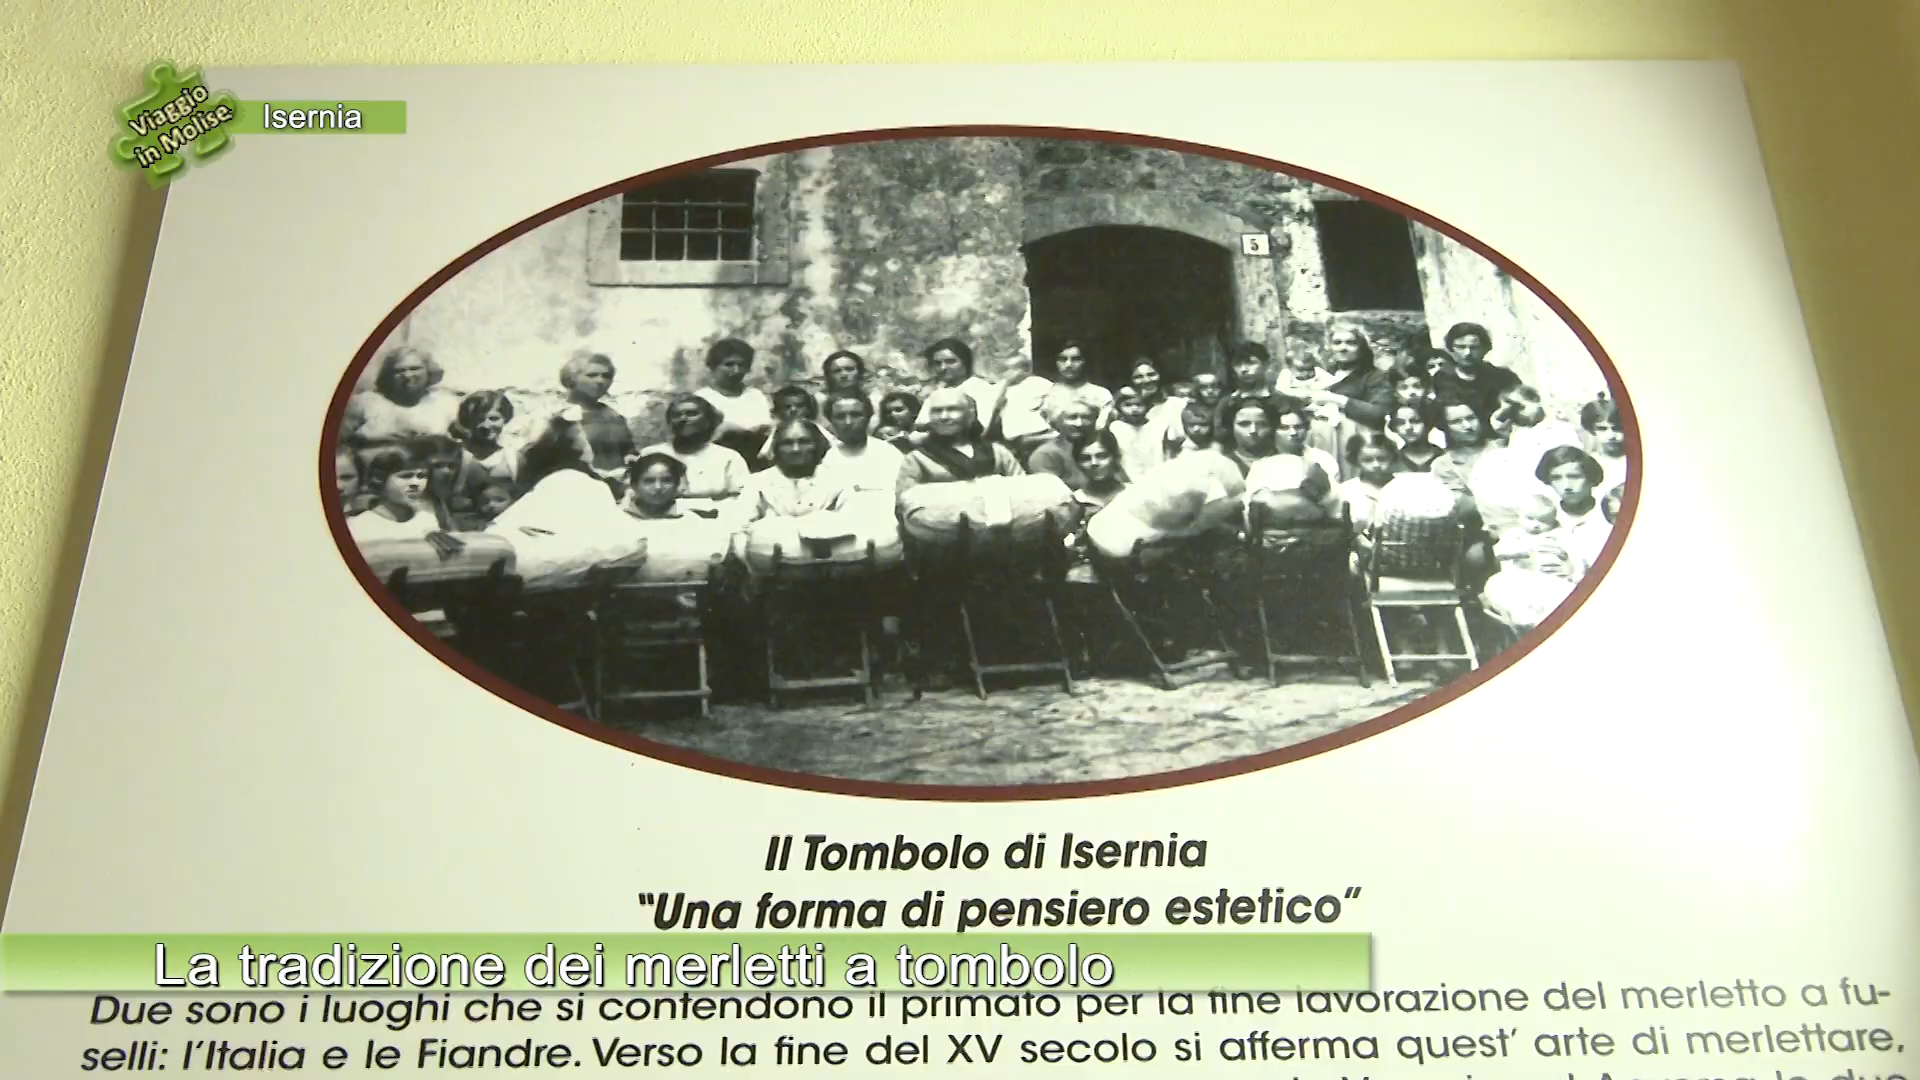 Viaggio
in Molise
Isernia
5
Il Tombolo di Isernia
"Una forma di pensiero estetico"
La tradizione dei merletti a tombolo
Due sono i luoghi che si contendono il primato per la fine lavorazione del merletto a fu-
selli: l'Italia e le Fiandre. Verso la fine del XV secolo si afferma quest' arte di merlettare,